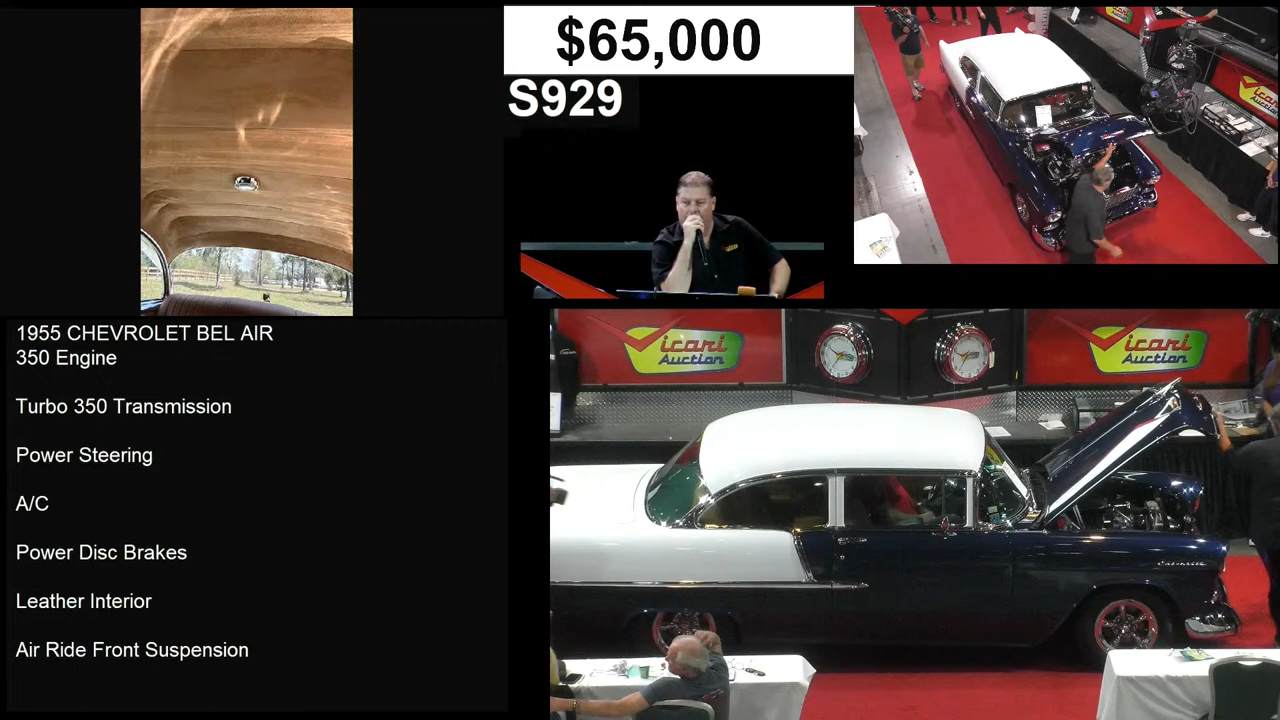 $65,000
S929
1955 CHEVROLET BEL AIR
350 Engine
Turbo 350 Transmission
Power Steering
A/C
Power Disc Brakes
Leather Interior
Air Ride Front Suspension
Vicari
Auction
Vicari
Auction